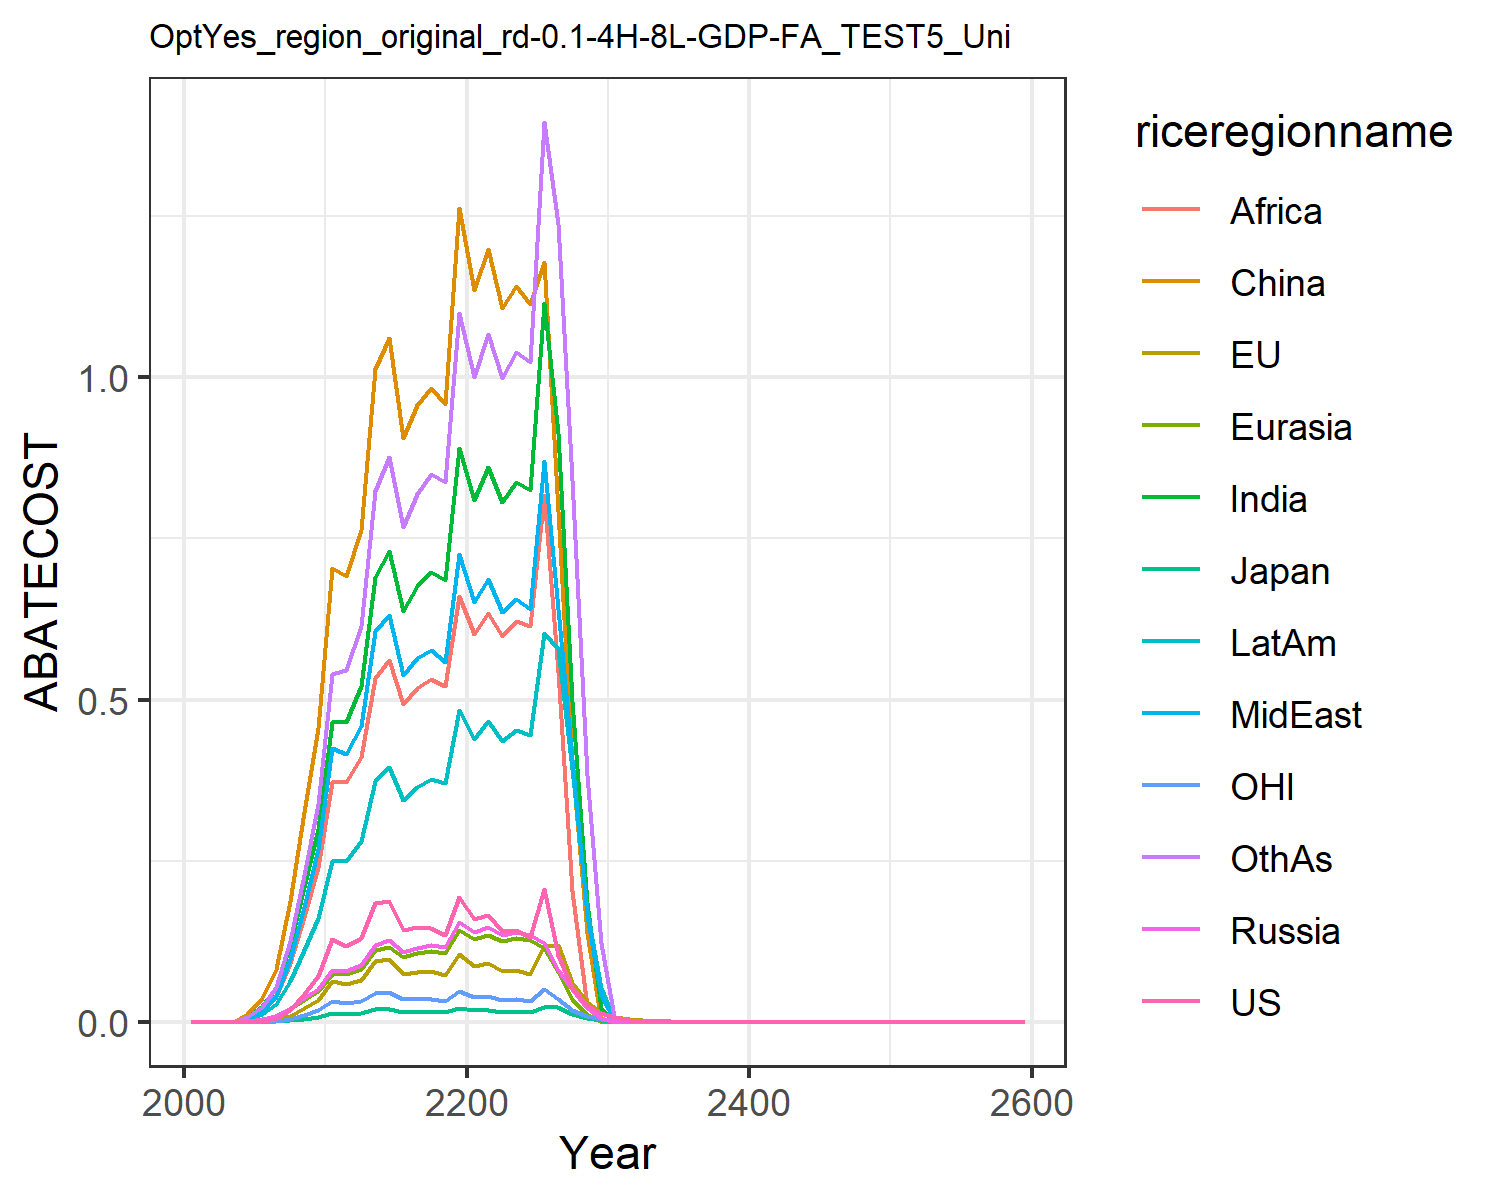 OptYes_region_original_rd-0.1-4H-8L-GDP-FA_TEST5_Uni
ABATECOST
1.0
0.5
0.0
2000 2200 2400 2600
Year
riceregionname
Africa
China
EU
Eurasia
India
Japan
LatAm
MidEast
OHI
OthAs
Russia
US